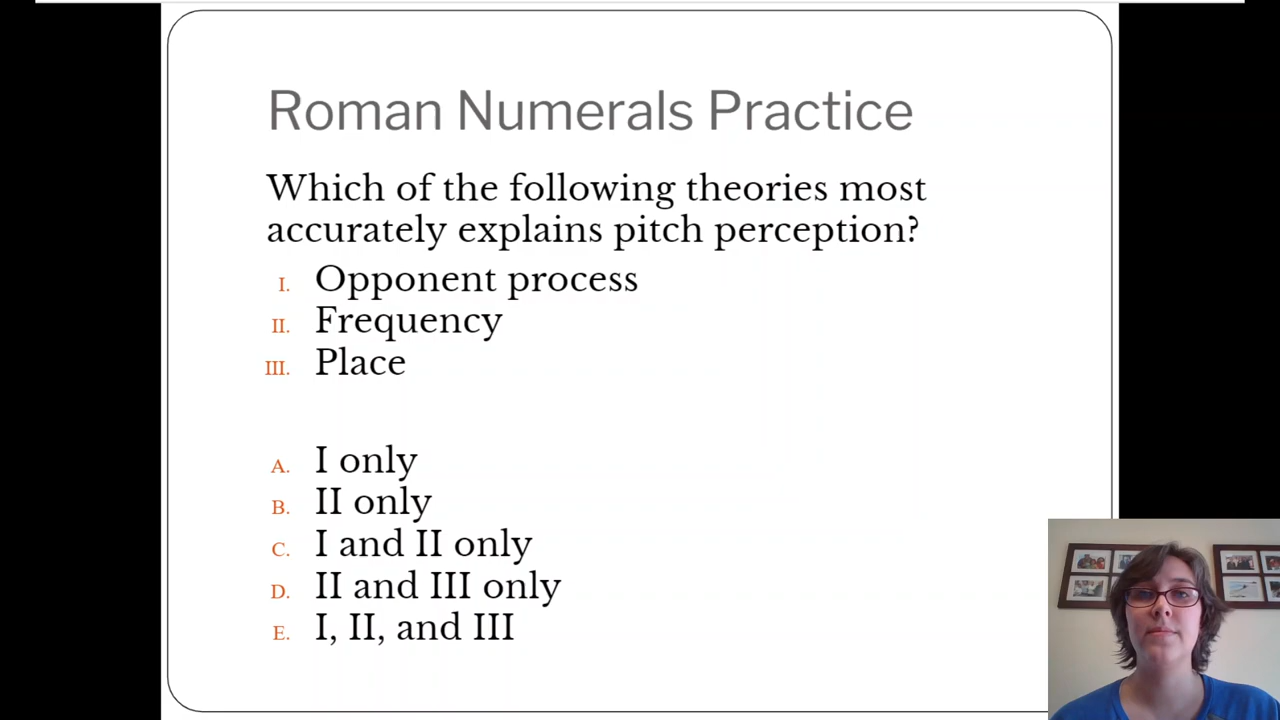 Roman Numerals Practice
Which of the following theories most
accurately explains pitch perception?
I. Opponent process
II. Frequency
III. Place
A. I only
B. II only
C. I and II only
D. II and III only
E. I, II, and III